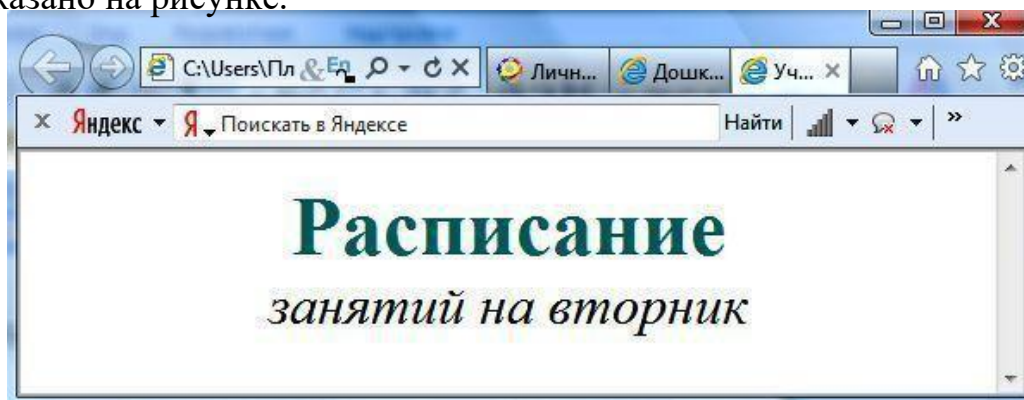 казано на рисунке.
C:\Users\Пл
Личн...
Дошк...
Уч...
Яндекс
Я Поискать в Яндексе
Найти
Расписание
занятий на вторник